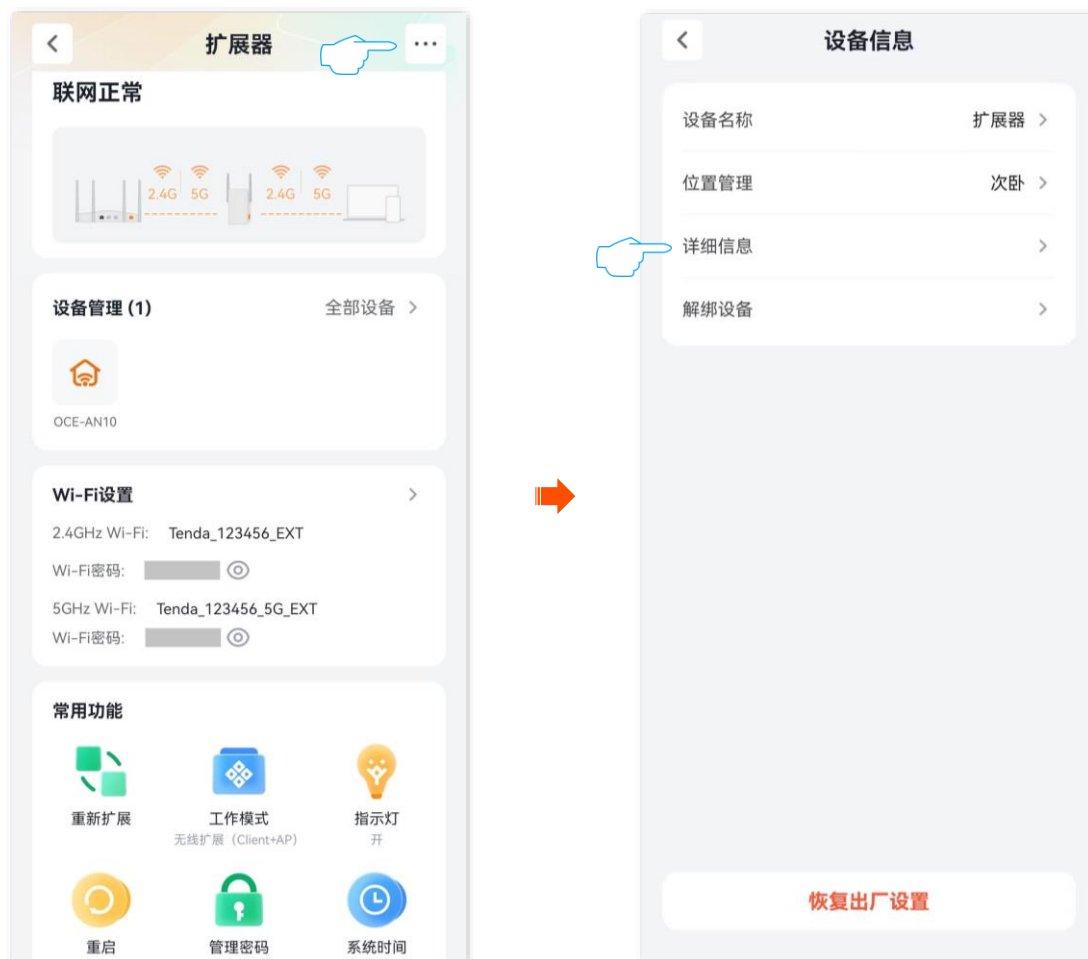 扩展器
联网正常
2.4G 5G 2.4G 5G
设备管理 (1) 全部设备
OCE-AN10
Wi-Fi设置
2.4GHz Wi-Fi: Tenda_123456_EXT
Wi-Fi密码:
5GHz Wi-Fi: Tenda_123456_5G_EXT
Wi-Fi密码:
常用功能
重新扩展 工作模式 指示灯
无线扩展（Client+AP） 开
重启 管理密码 系统时间
设备信息
设备名称 扩展器
位置管理 次卧
详细信息
解绑设备
恢复出厂设置